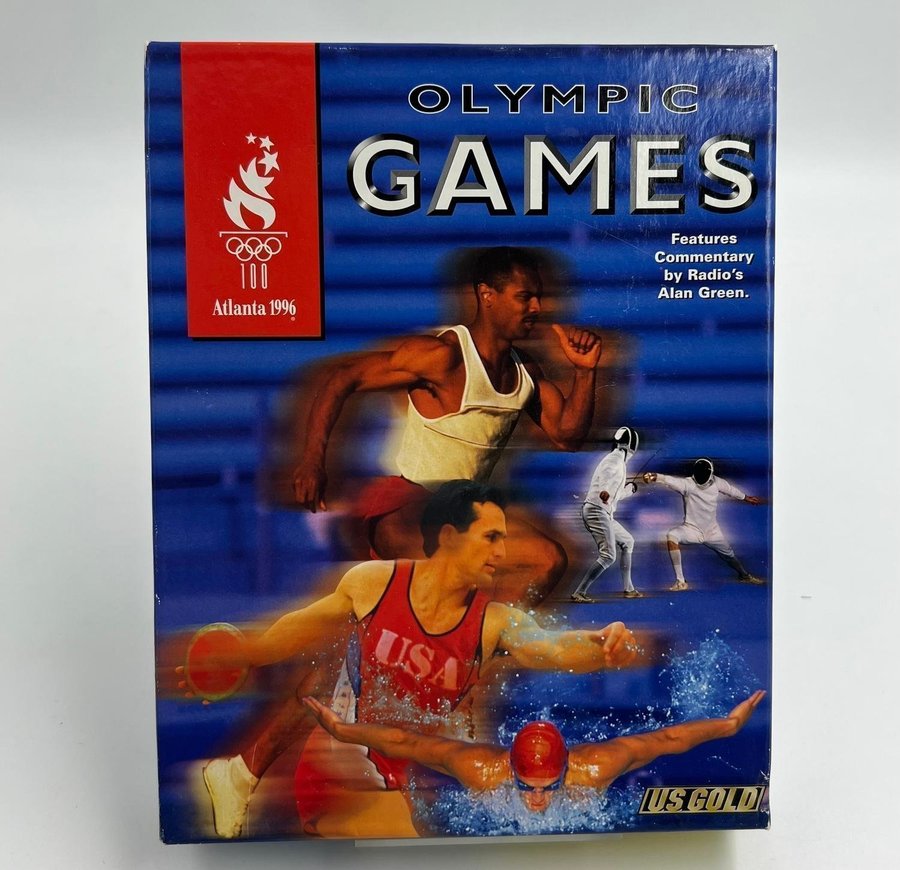 OLYMPIC
GAMES
Features
Commentary
by Radio's
Alan Green.
100
Atlanta 1996
USA
US GOLD